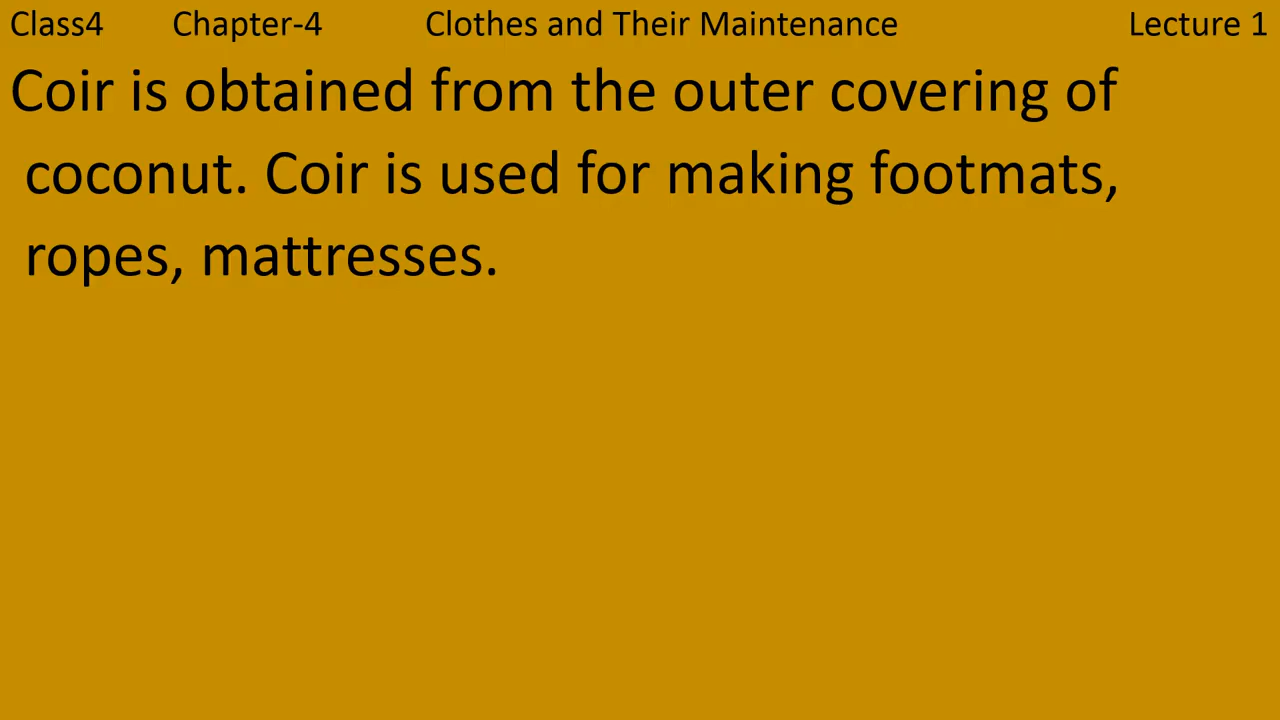 Class4 Chapter-4 Clothes and Their Maintenance Lecture 1
Coir is obtained from the outer covering of
coconut. Coir is used for making footmats,
ropes, mattresses.